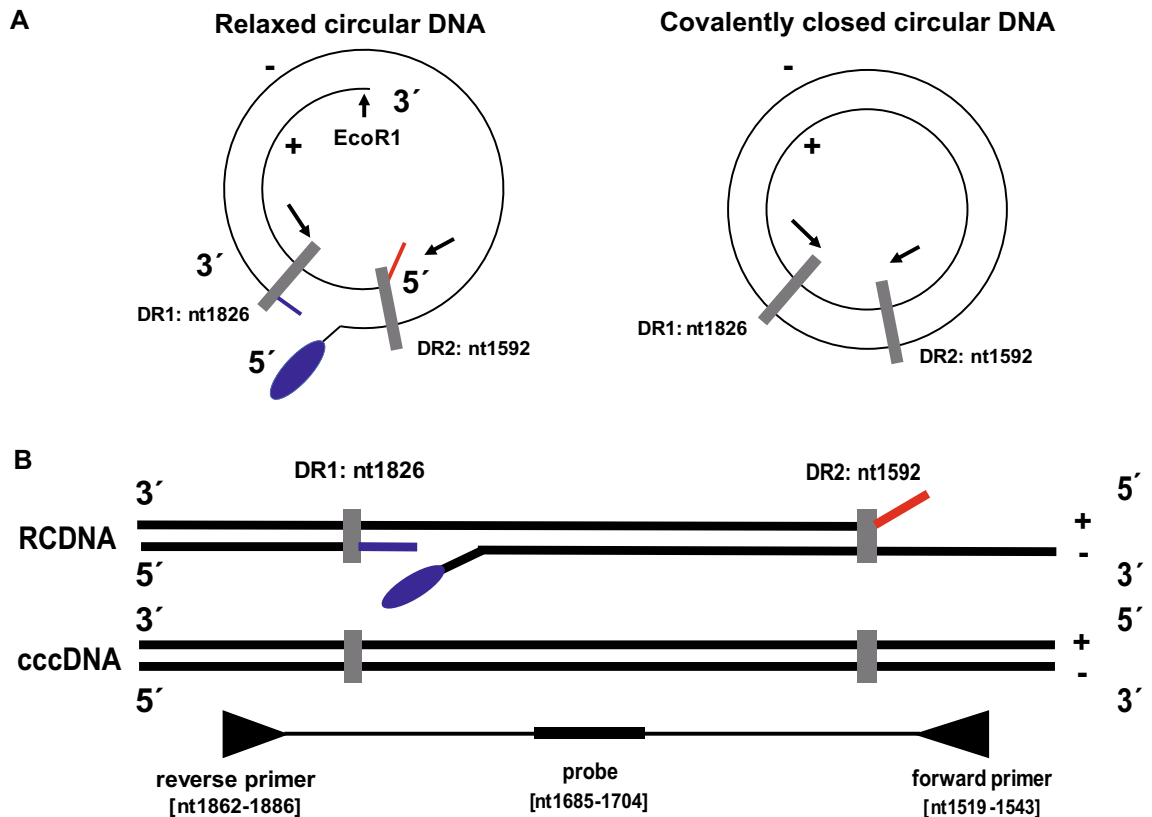 A
Relaxed circular DNA
Covalently closed circular DNA
-
-
3´
EcoR1
+
+
3´
5´
DR1: nt1826
5´
DR2: nt1592
DR1: nt1826
DR2: nt1592
B
DR1: nt1826
DR2: nt1592
3´
5´
RCDNA
+
-
5´
3´
3´
5´
cccDNA
+
-
5´
3´
reverse primer
[nt1862-1886]
probe
[nt1685-1704]
forward primer
[nt1519-1543]